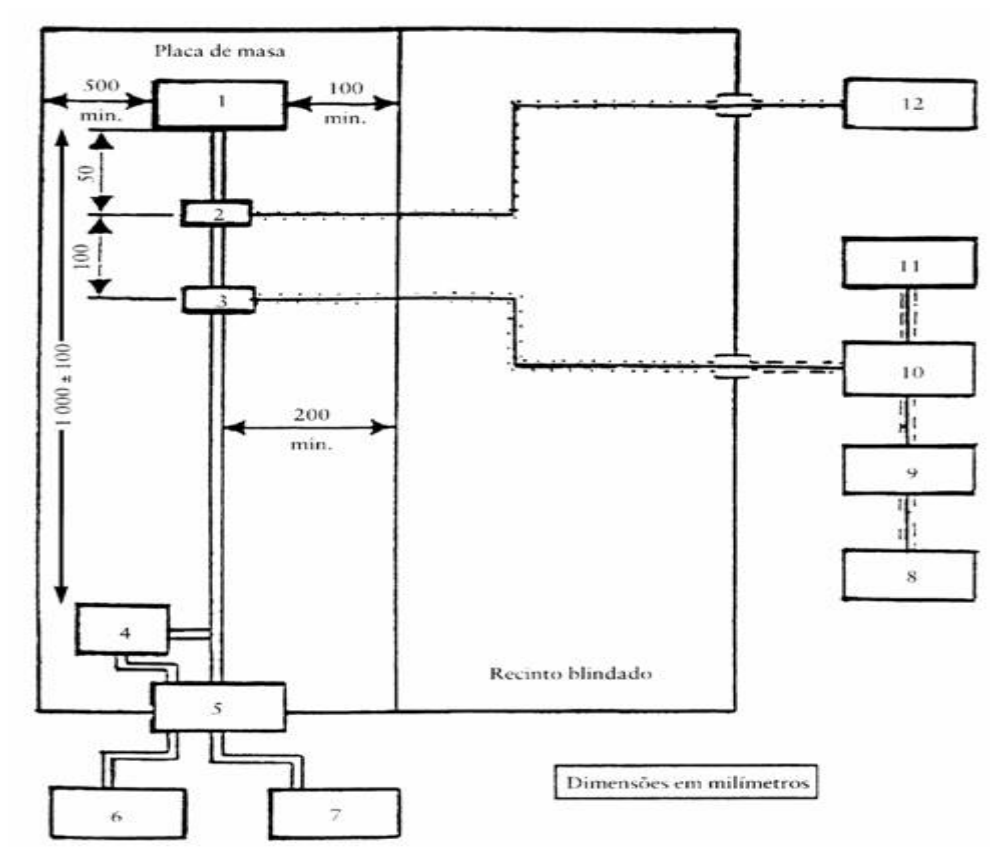 Placa de masa
500
min.
1
100
min.
12
50
2
100
3
11
10
1 000 ± 100
200
min.
9
8
4
Recinto blindado
5
6
7
Dimensões em milímetros